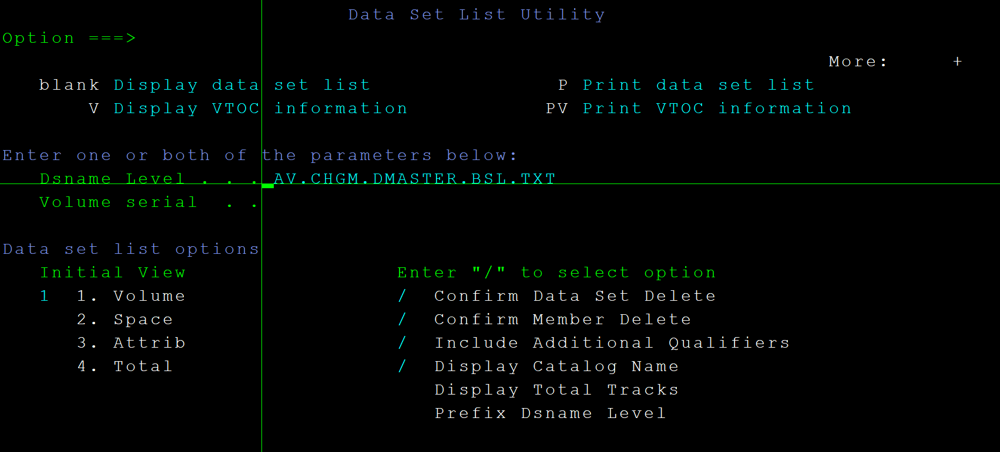 Data Set List Utility
Option ===>
More:     +
blank Display data set list               P Print data set list
V Display VTOC information           PV Print VTOC information
Enter one or both of the parameters below:
Dsname Level . . . AV.CHGM.DMASTER.BSL.TXT
Volume serial  . .
Data set list options
Initial View                 Enter "/" to select option
1  1. Volume                 /  Confirm Data Set Delete
2. Space                  /  Confirm Member Delete
3. Attrib                 /  Include Additional Qualifiers
4. Total                  /  Display Catalog Name
Display Total Tracks
Prefix Dsname Level